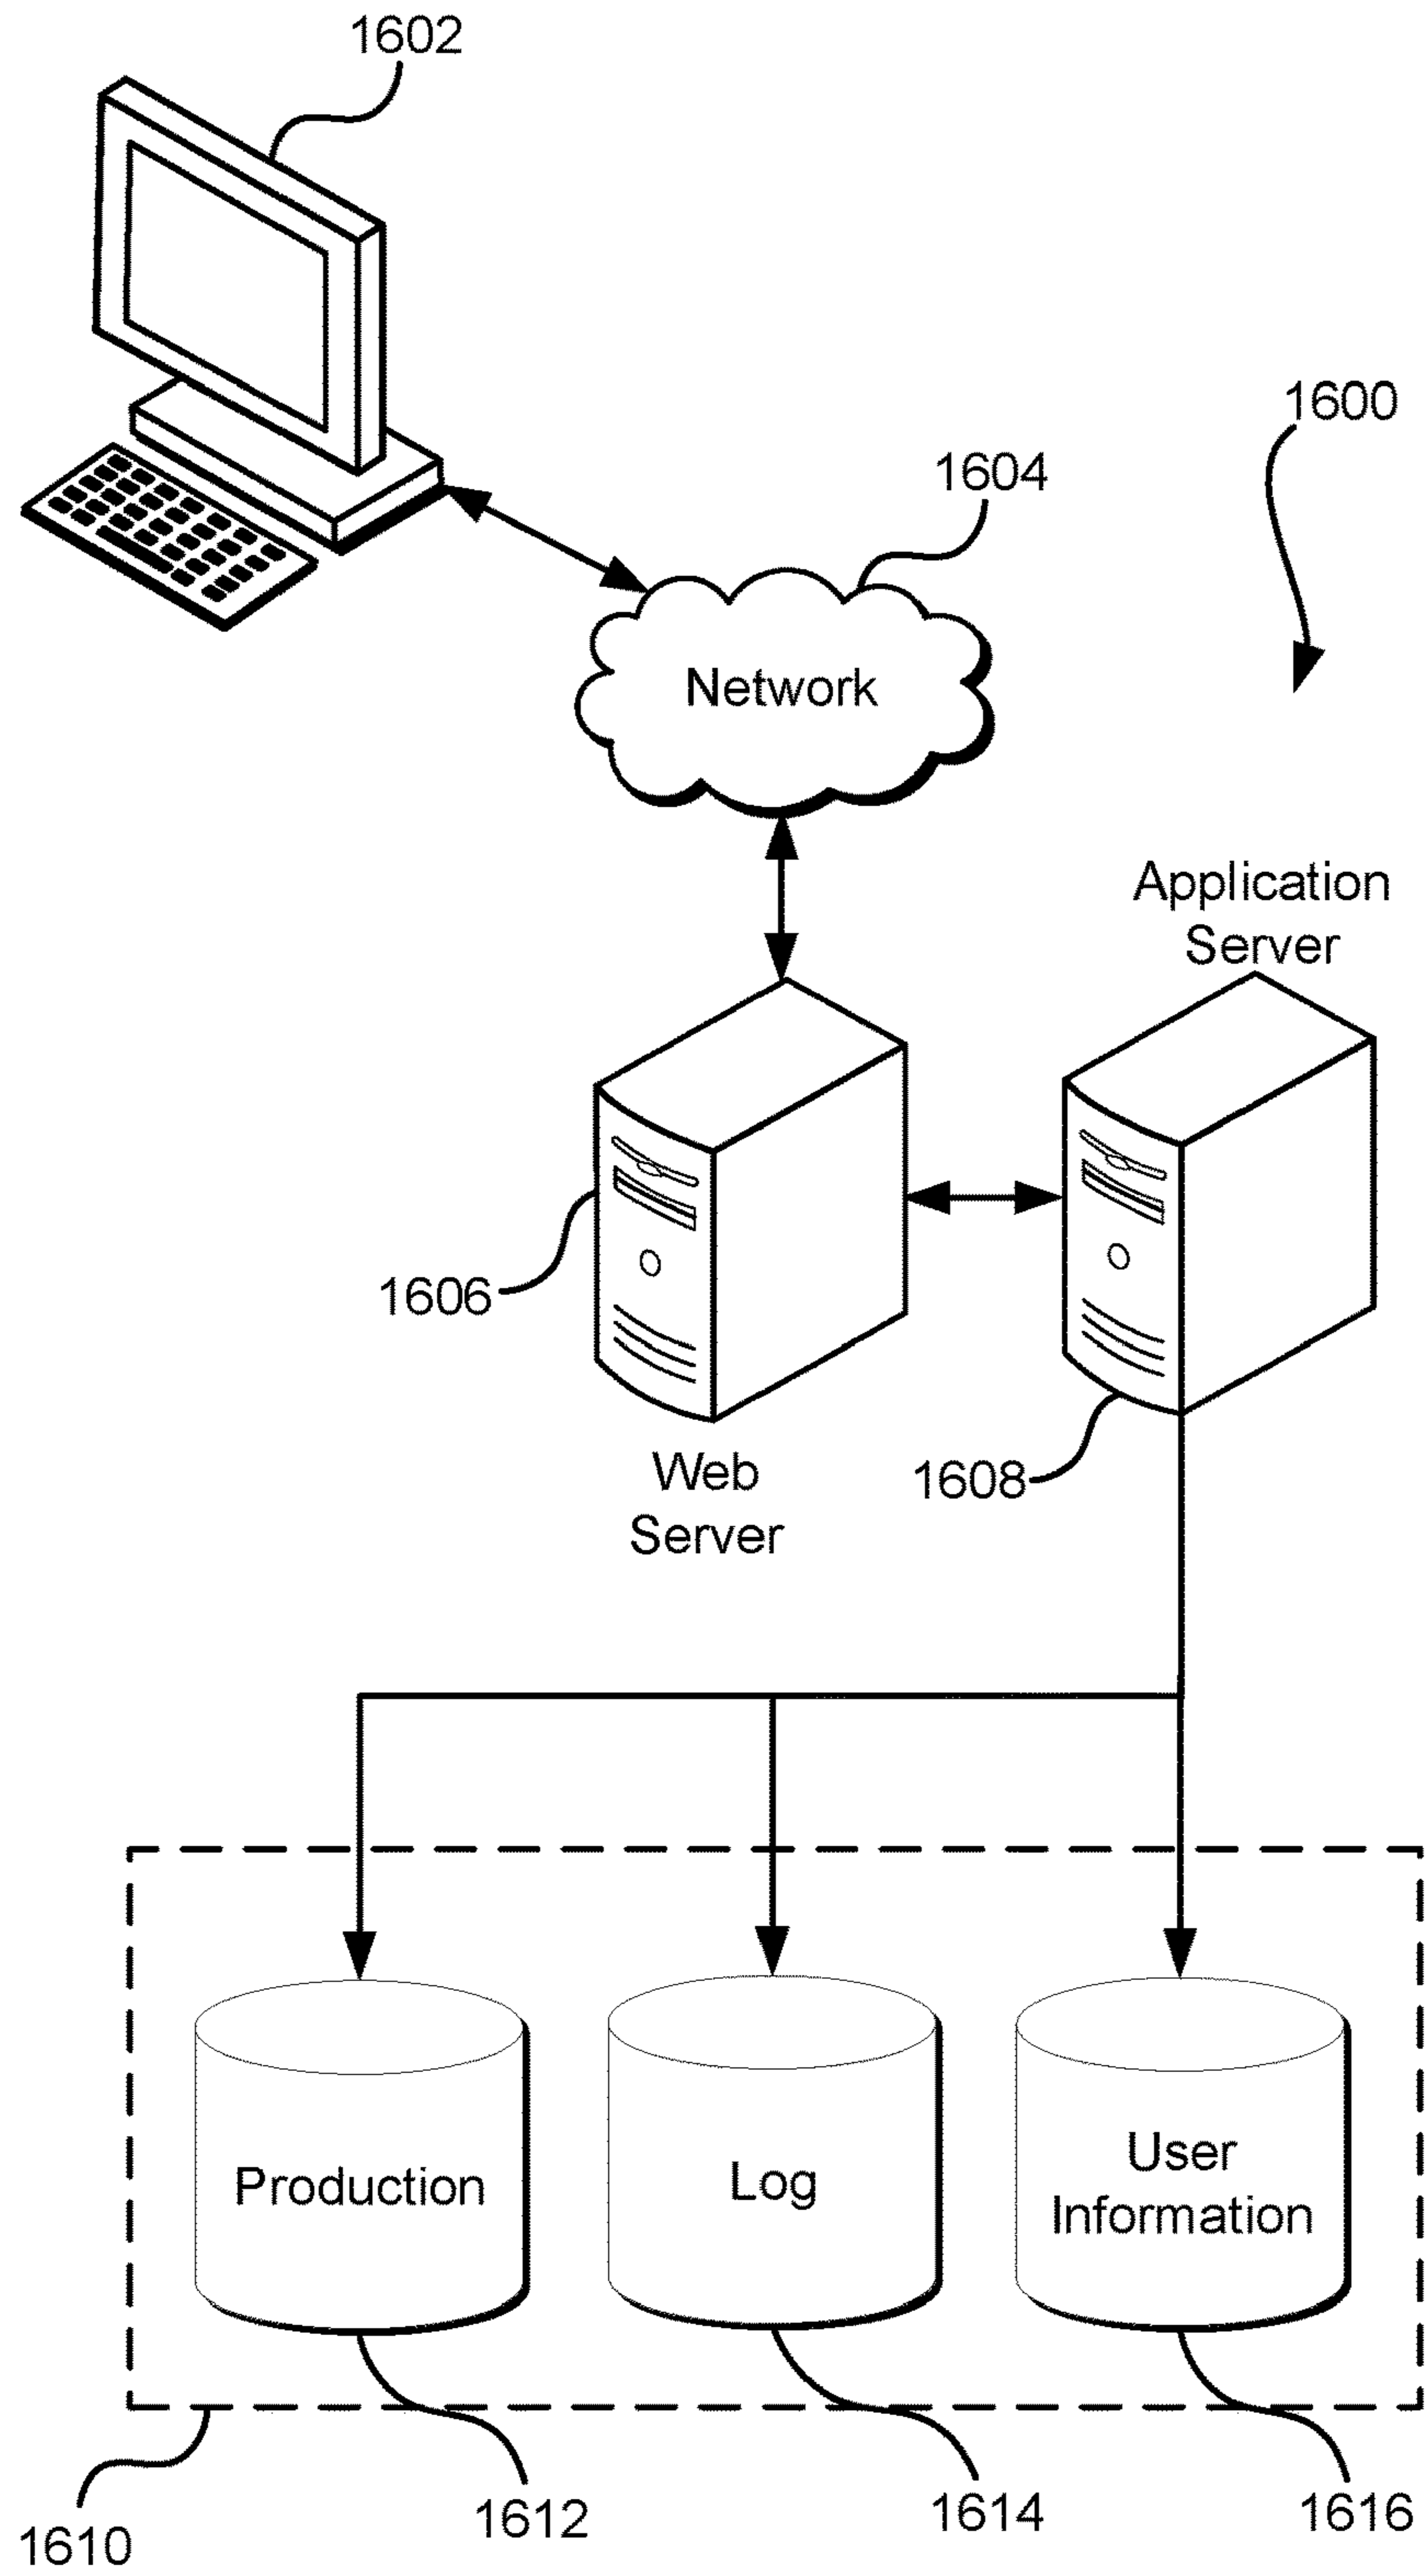 1602
1600
1604
Network
Application
Server
1606
Web
Server
1608
Production
Log
User
Information
1610
1612
1614
1616